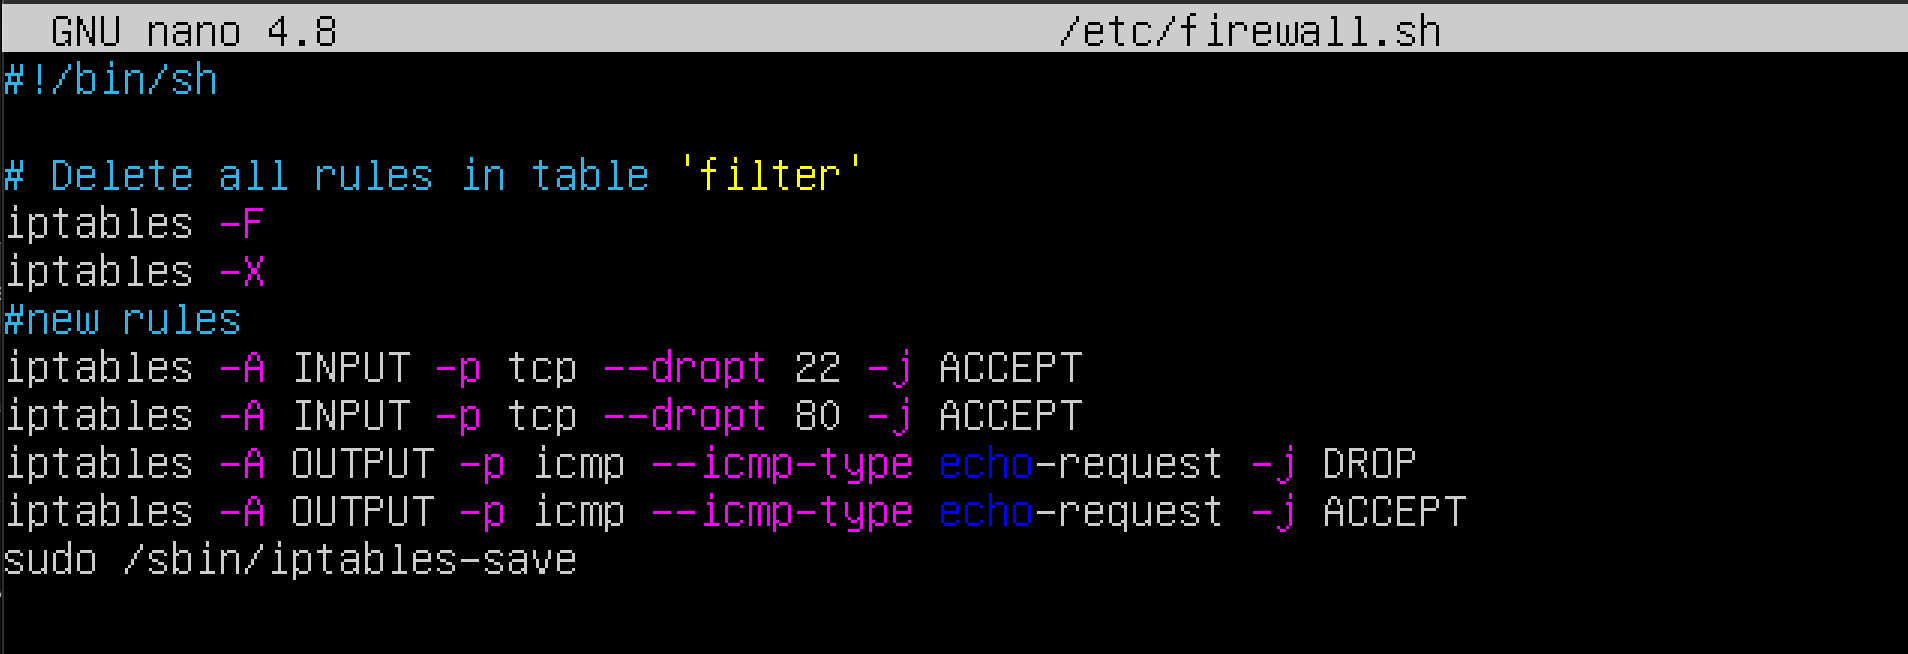 GNU nano 4.8 /etc/firewall.sh
#!/bin/sh
# Delete all rules in table 'filter'
iptables -F
iptables -X
#new rules
iptables -A INPUT -p tcp --dropt 22 -j ACCEPT
iptables -A INPUT -p tcp --dropt 80 -j ACCEPT
iptables -A OUTPUT -p icmp --icmp-type echo-request -j DROP
iptables -A OUTPUT -p icmp --icmp-type echo-request -j ACCEPT
sudo /sbin/iptables-save